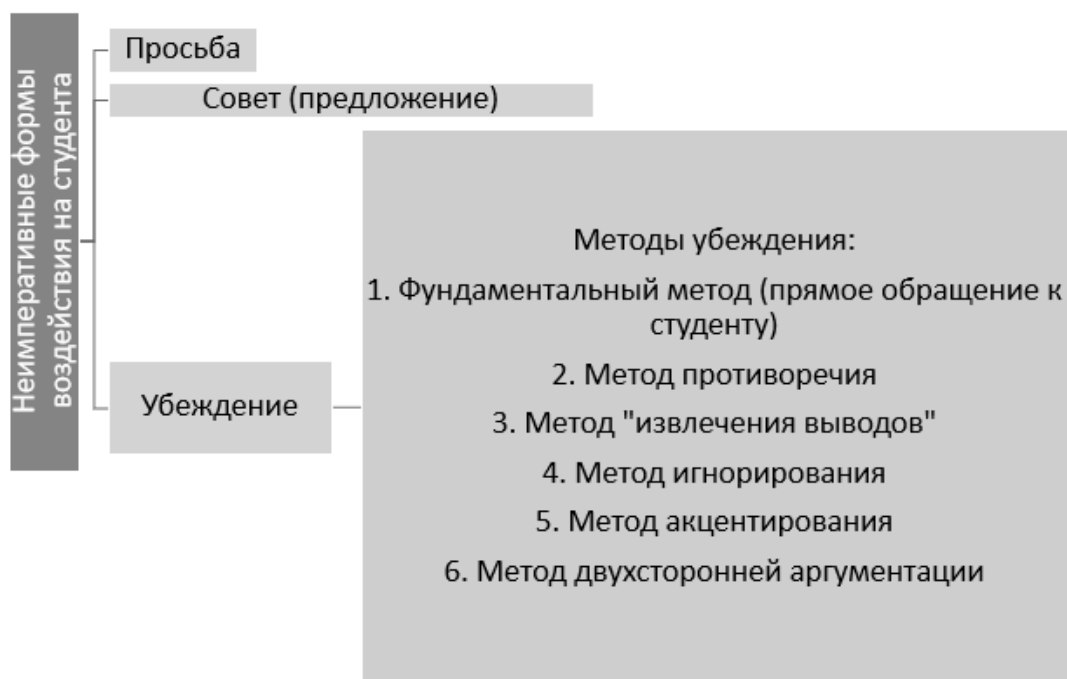 Неимперативные формы
воздействия на студента
Просьба
Совет (предложение)
Убеждение
Методы убеждения:
1. Фундаментальный метод (прямое обращение к
студенту)
2. Метод противоречия
3. Метод "извлечения выводов"
4. Метод игнорирования
5. Метод акцентирования
6. Метод двухсторонней аргументации